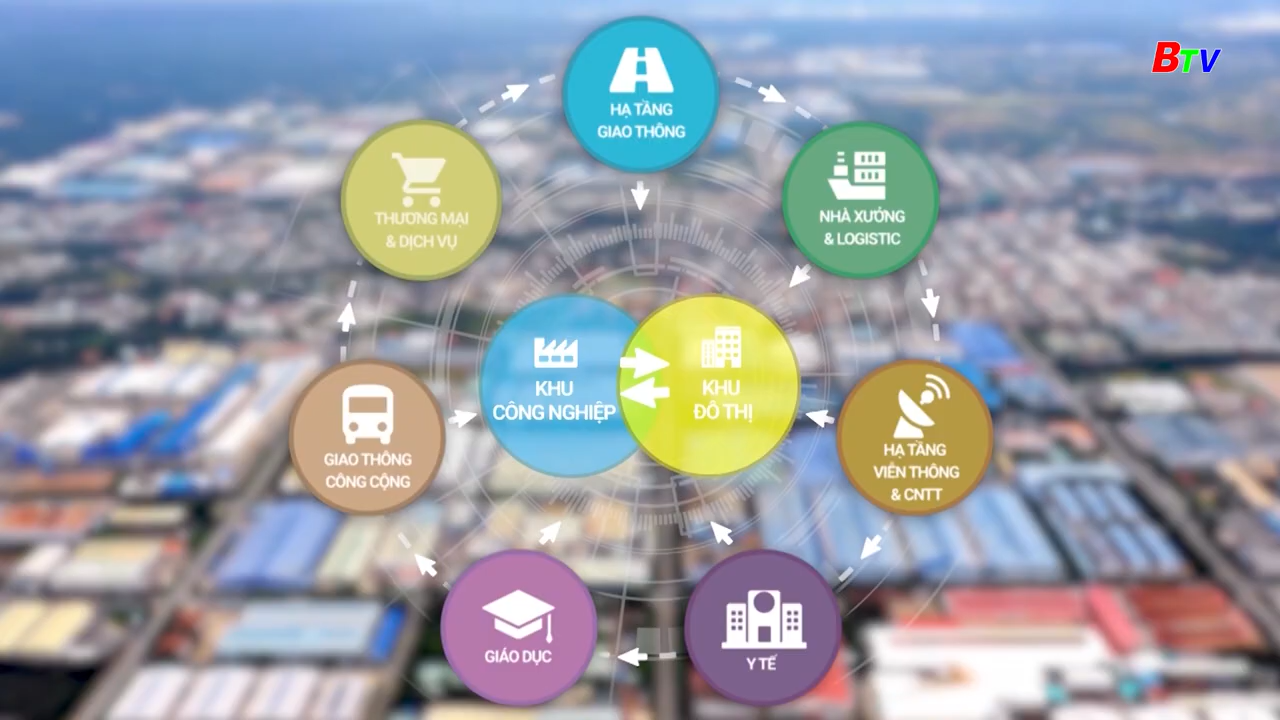 BTV
HẠ TẦNG
GIAO THÔNG
THƯƠNG MẠI
& DỊCH VỤ
NHÀ XƯỞNG
& LOGISTIC
KHU
CÔNG NGHIỆP
KHU
ĐÔ THỊ
GIAO THÔNG
CÔNG CỘNG
HẠ TẦNG
VIỄN THÔNG
& CNTT
GIÁO DỤC
Y TẾ